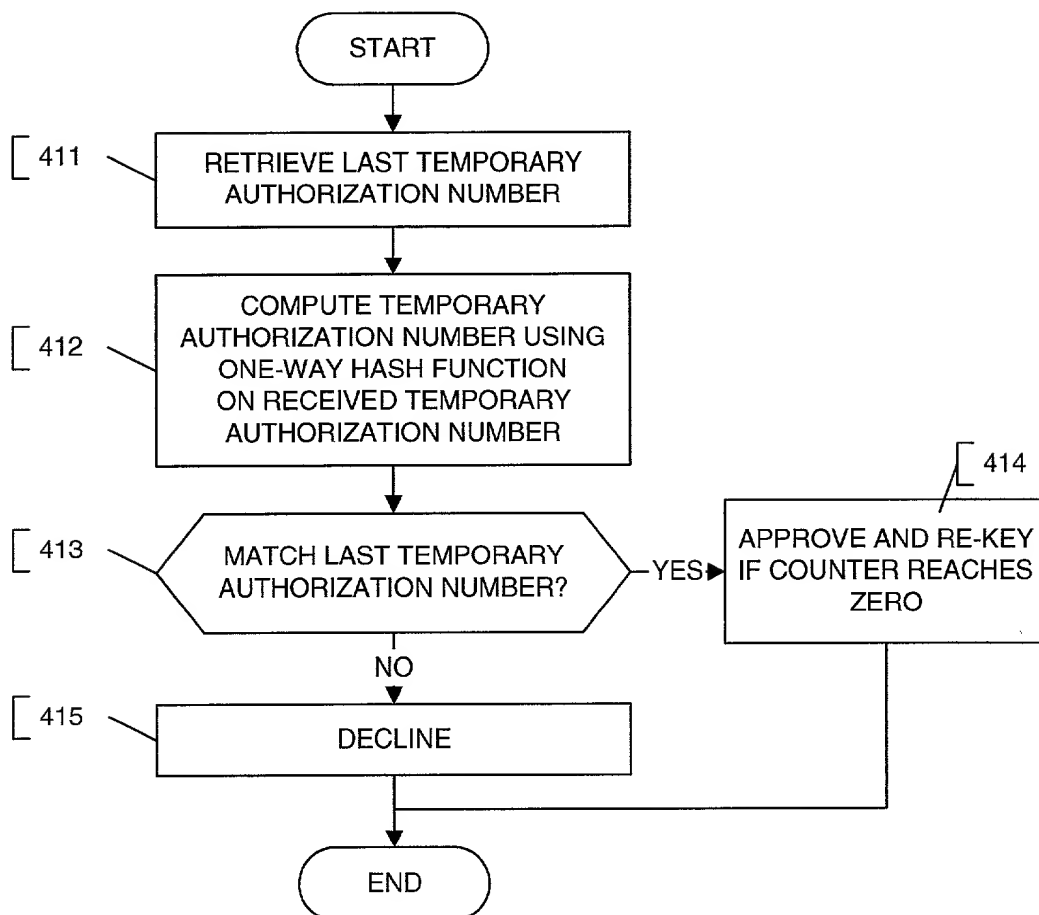 START
411
RETRIEVE LAST TEMPORARY
AUTHORIZATION NUMBER
412
COMPUTE TEMPORARY
AUTHORIZATION NUMBER USING
ONE-WAY HASH FUNCTION
ON RECEIVED TEMPORARY
AUTHORIZATION NUMBER
413
MATCH LAST TEMPORARY
AUTHORIZATION NUMBER?
YES
414
APPROVE AND RE-KEY
IF COUNTER REACHES
ZERO
NO
415
DECLINE
END